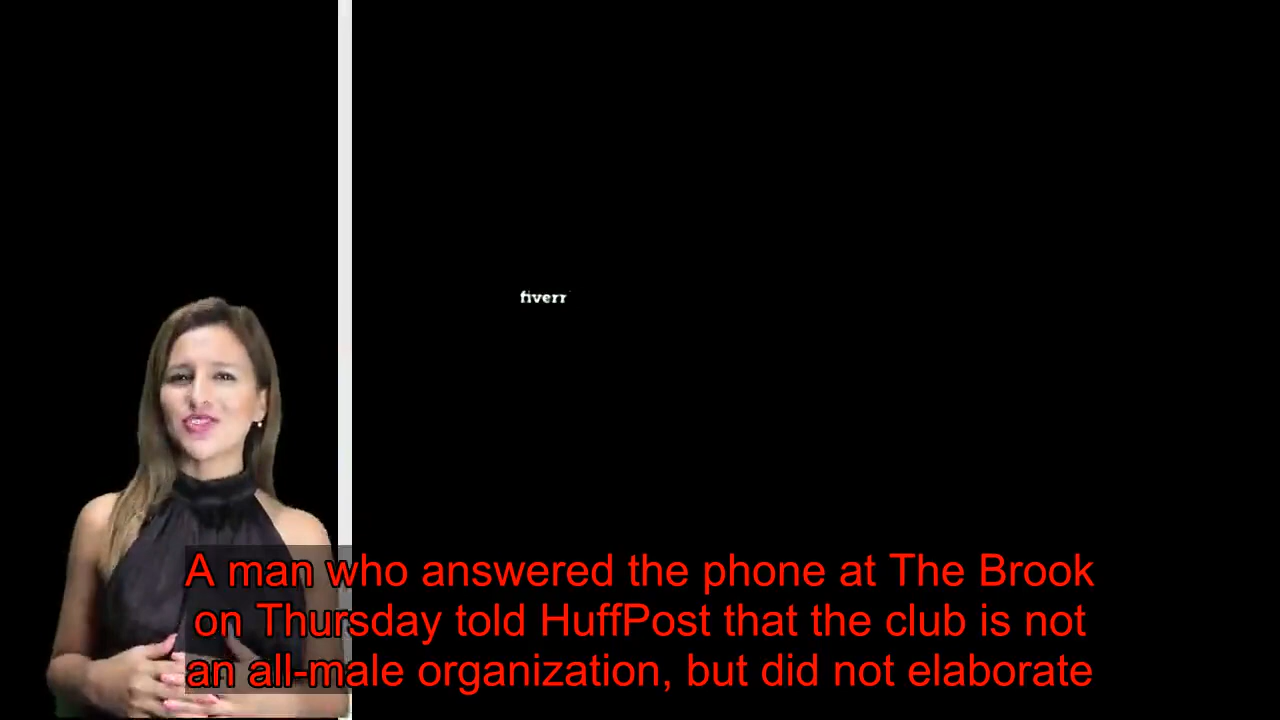 fiverr
A man who answered the phone at The Brook
on Thursday told HuffPost that the club is not
an all-male organization, but did not elaborate